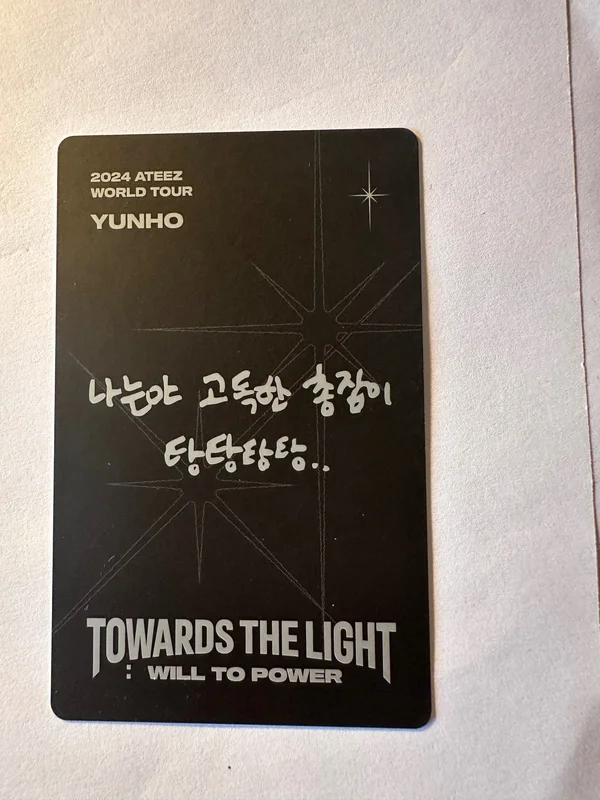 2024 ATEEZ
WORLD TOUR
YUNHO
나는야 고독한 총잡이
탕탕탕탕..
TOWARDS THE LIGHT
: WILL TO POWER